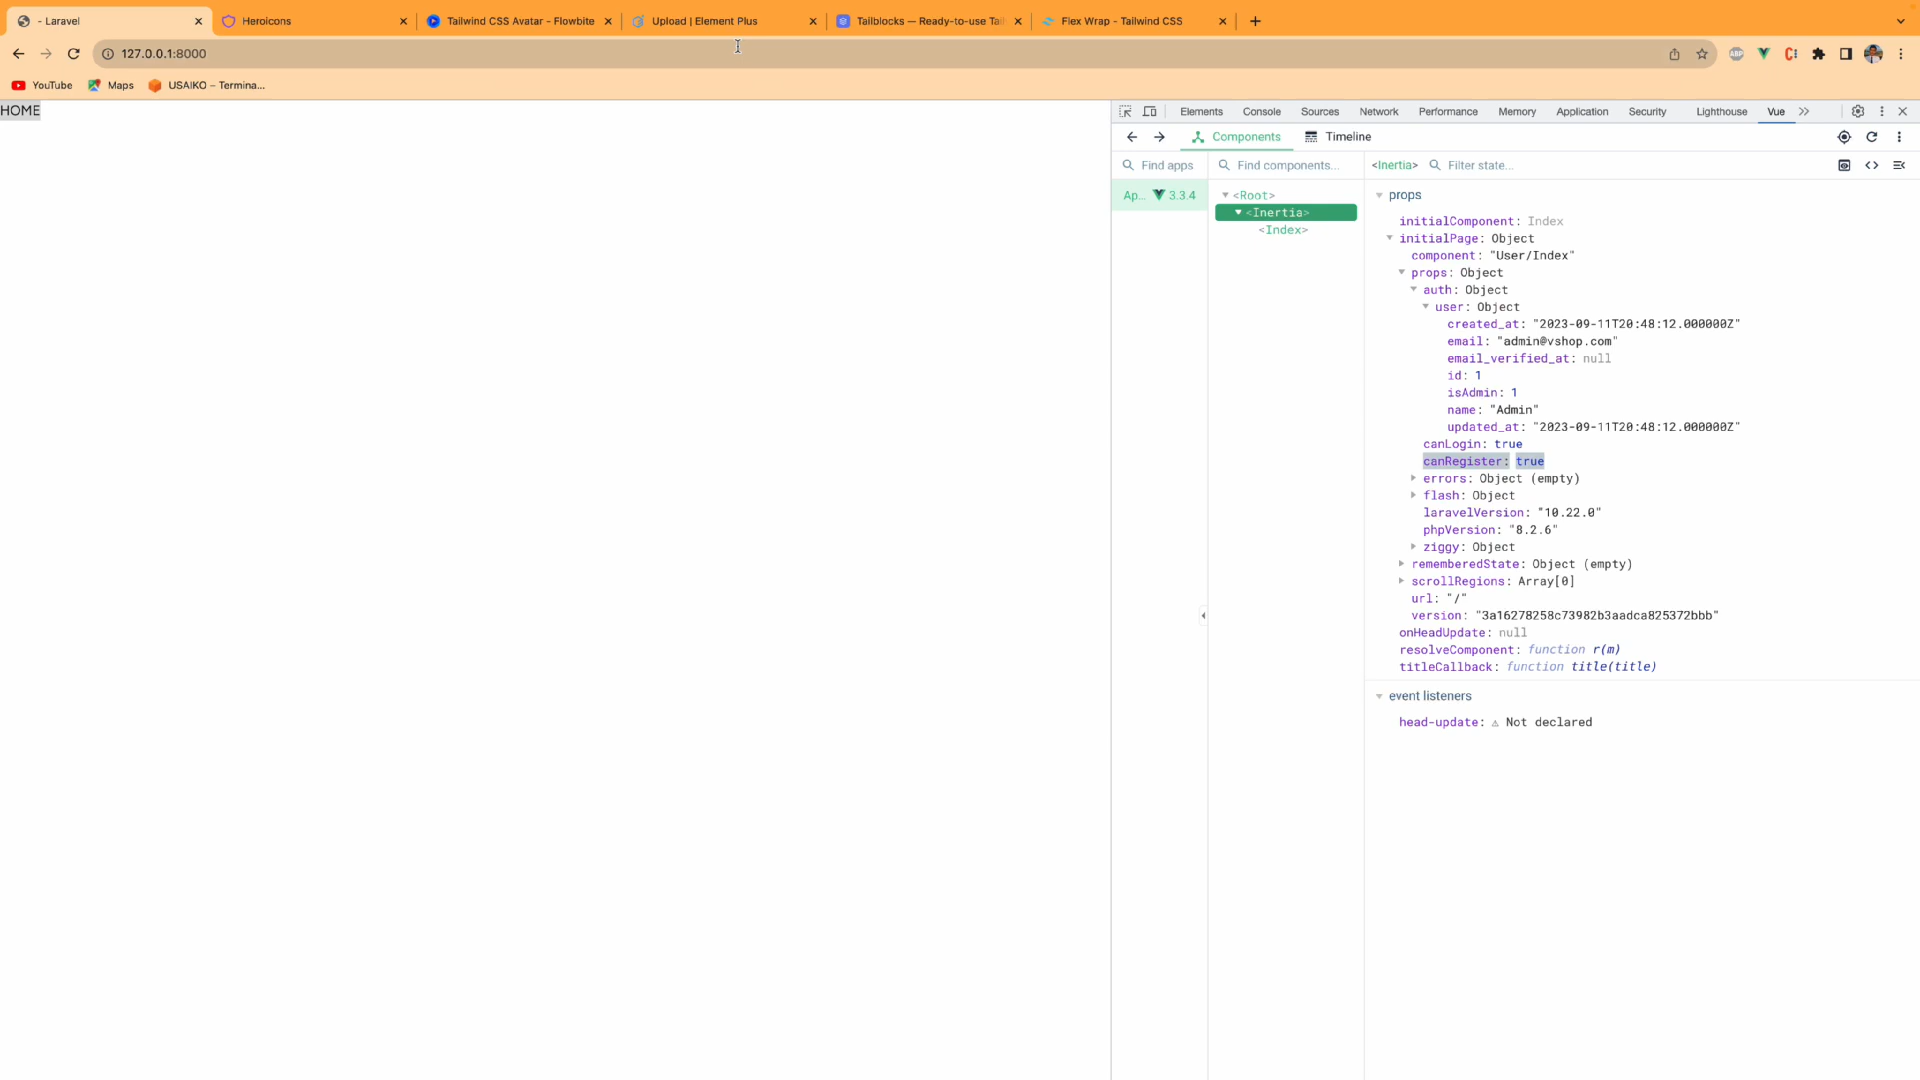 - Laravel
Heroicons
Tailwind CSS Avatar - Flowbite
Upload | Element Plus
Tailblocks — Ready-to-use Tai
Flex Wrap - Tailwind CSS
127.0.0.1:8000
ABP
YouTube
Maps
USAIKO – Termina...
HOME
Elements Console Sources Network Performance Memory Application Security Lighthouse Vue
Components Timeline
Find apps
Find components...
<Inertia> Filter state...
Ap... 3.3.4
<Root>
<Inertia>
<Index>
props
initialComponent: Index
initialPage: Object
component: "User/Index"
props: Object
auth: Object
user: Object
created_at: "2023-09-11T20:48:12.000000Z"
email: "admin@vshop.com"
email_verified_at: null
id: 1
isAdmin: 1
name: "Admin"
updated_at: "2023-09-11T20:48:12.000000Z"
canLogin: true
canRegister: true
errors: Object (empty)
flash: Object
laravelVersion: "10.22.0"
phpVersion: "8.2.6"
ziggy: Object
rememberedState: Object (empty)
scrollRegions: Array[0]
url: "/"
version: "3a16278258c73982b3aadca825372bbb"
onHeadUpdate: null
resolveComponent: function r(m)
titleCallback: function title(title)
event listeners
head-update: ⚠ Not declared